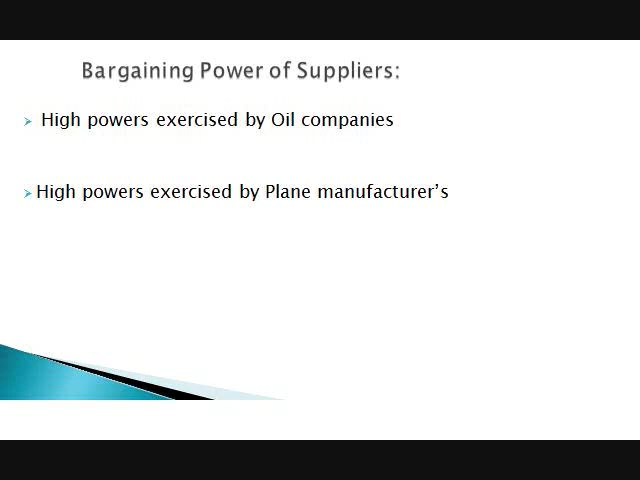 Bargaining Power of Suppliers:
High powers exercised by Oil companies
High powers exercised by Plane manufacturer's